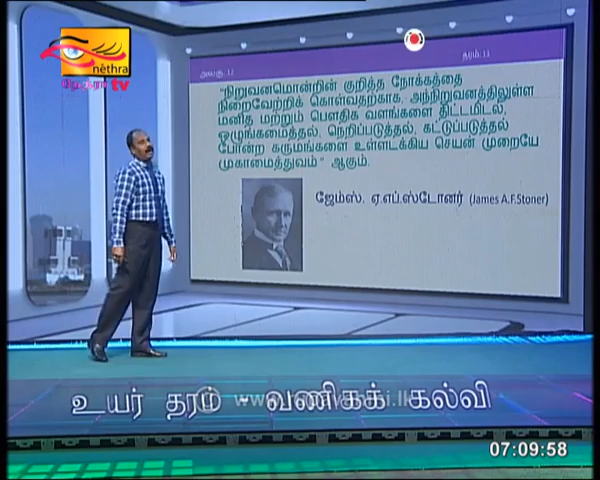 nēthra
நேத்ரா tv
அலகு. 12
தரம்: 13
“நிறுவனமொன்றின் குறித்த நோக்கத்தை
நிறைவேற்றிக் கொள்வதற்காக, அந்நிறுவனத்திலுள்ள
மனித மற்றும் பௌதிக வளங்களை திட்டமிடல்,
ஒழுங்கமைத்தல், நெறிப்படுத்தல், கட்டுப்படுத்தல்
போன்ற கருமங்களை உள்ளடக்கிய செயன் முறையே
முகாமைத்துவம்” ஆகும்.
ஜேம்ஸ். ஏ.எப்.ஸ்டோனர் (James A.F.Stoner)
உயர் தரம் - வணிகக் கல்வி
07:09:58